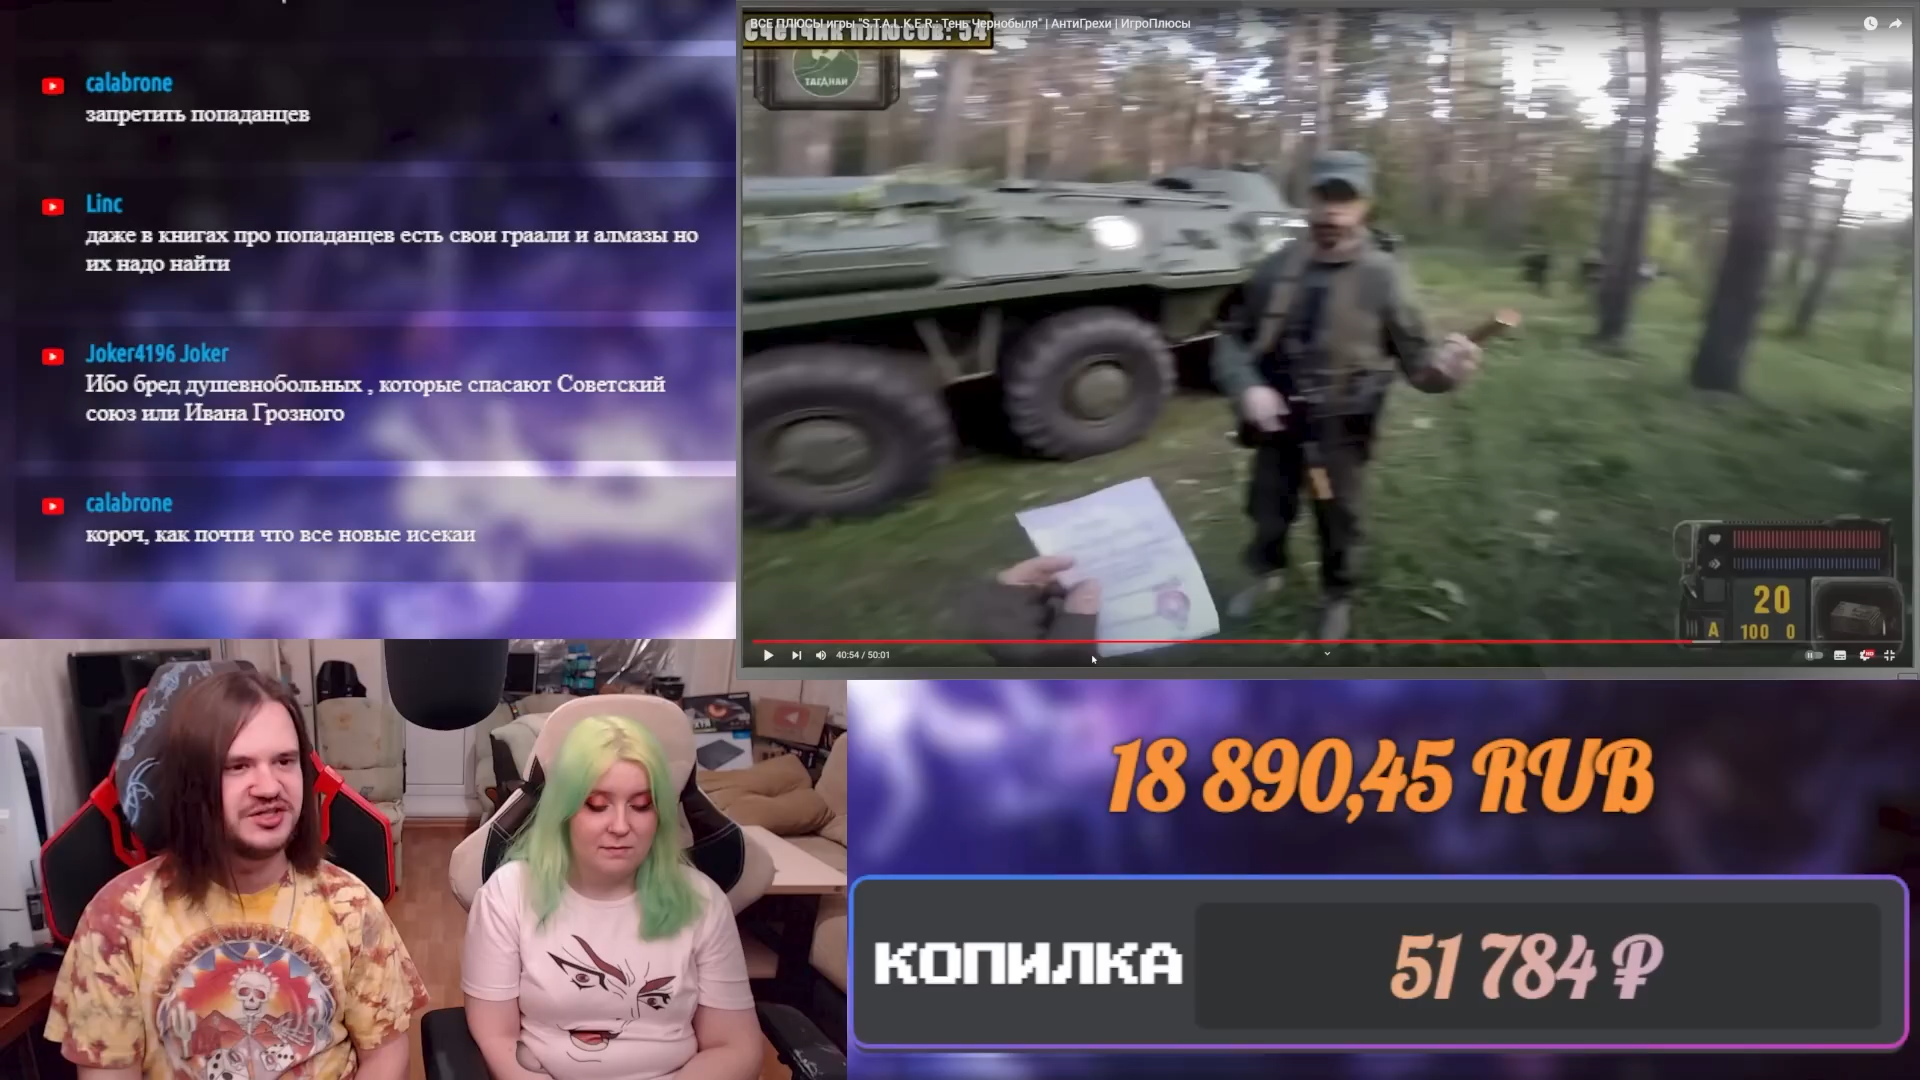 calabrone
запретить попаданцев
Linc
даже в книгах про попаданцев есть свои граали и алмазы но
их надо найти
Joker4196 Joker
Ибо бред душевнобольных , которые спасают Советский
союз или Ивана Грозного
calabrone
короч, как почти что все новые исекаи
ВСЕ ПЛЮСЫ игры "S.T.A.L.K.E.R.: Тень Чернобыля" | АнтиГрехи | ИгроПлюсы
СЧЁТЧИК ПЛЮСОВ: 54
ТАГАНАЙ
20
A 100 0
40:54 / 50:01
18 890,45 RUB
КОПИЛКА
51 784 ₽